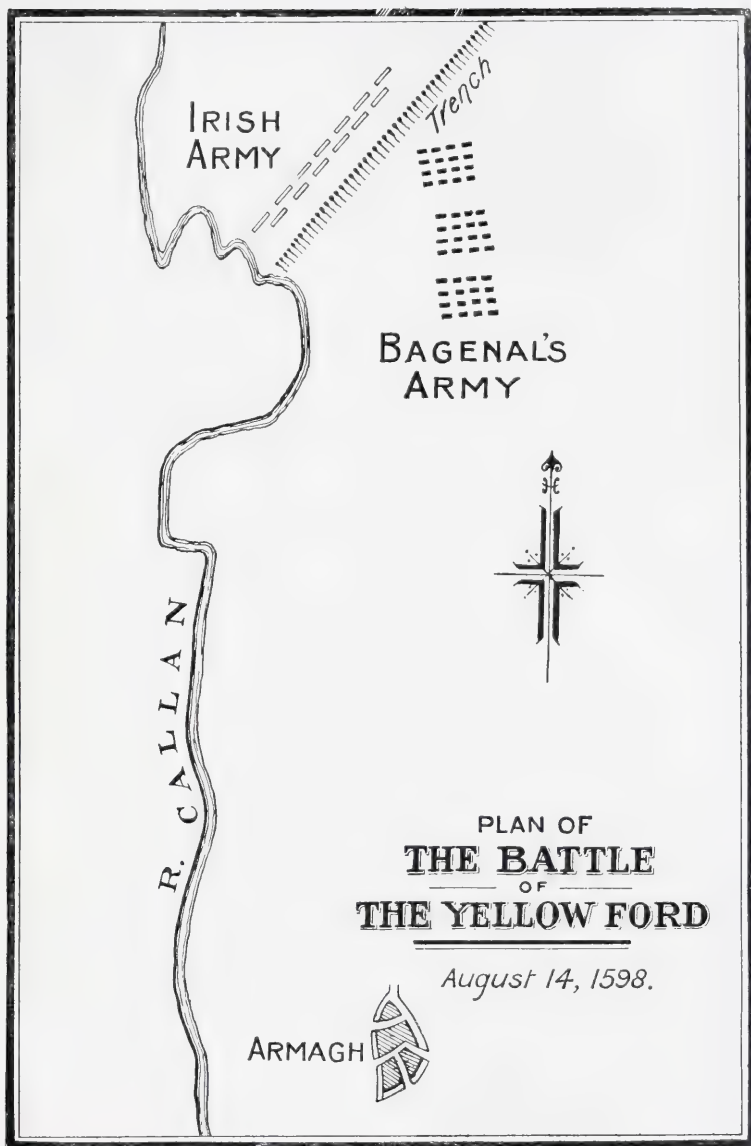 IRISH
ARMY
Trench
BAGENAL'S
ARMY
R. CALLAN
PLAN OF
THE BATTLE
OF
THE YELLOW FORD
August 14, 1598.
ARMAGH